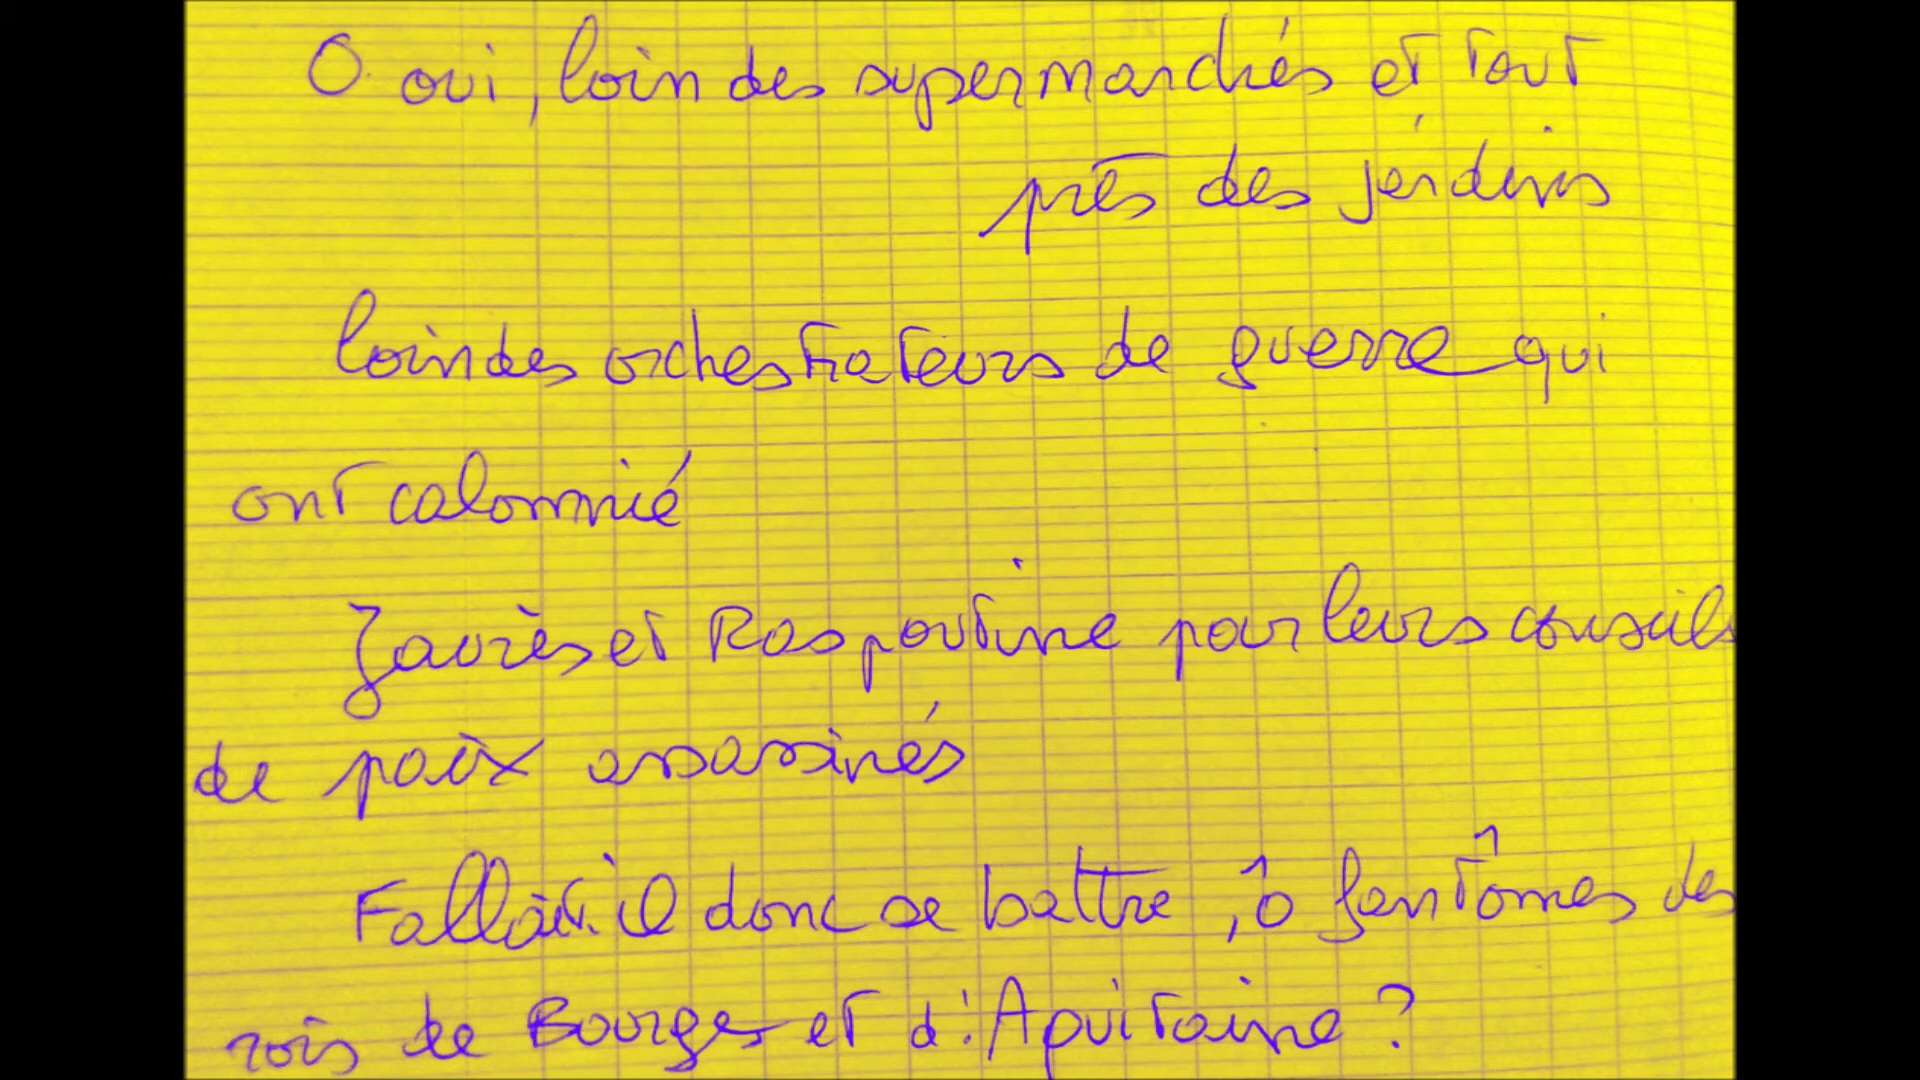 O oui, loin des supermarchés et tout
près des jardins
loin des orchestrateurs de guerre qui
ont calomnié
Jaurès et Raspoutine pour leurs conseils
de paix assassinés
Fallait-il donc se battre, ô fantômes des
rois de Bourges et d'Aquitaine ?